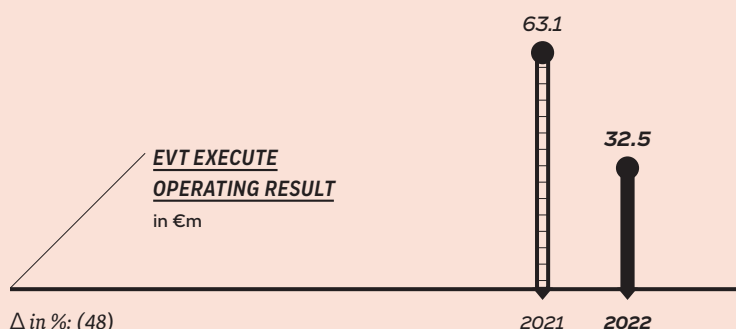 63.1
32.5
EVT EXECUTE
OPERATING RESULT
in €m
Δ in %: (48)
2021 2022